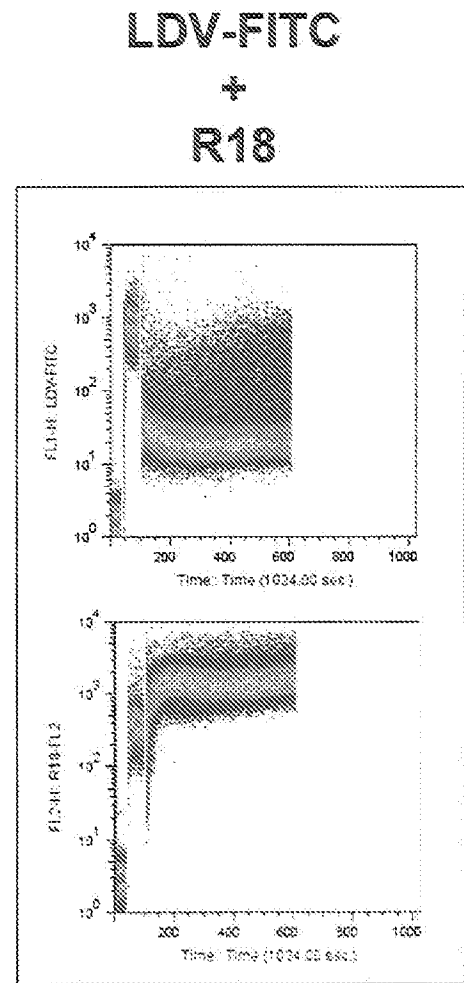 LDV-FITC
+
R18
10⁴
10³
10²
10¹
10⁰
FL1-H: LDV-FITC
200 400 600 800 1000
Time: Time (1024.00 sec.)
10⁴
10³
10²
10¹
10⁰
FL2-H: R18-FL2
200 400 600 800 1000
Time: Time (1024.00 sec.)